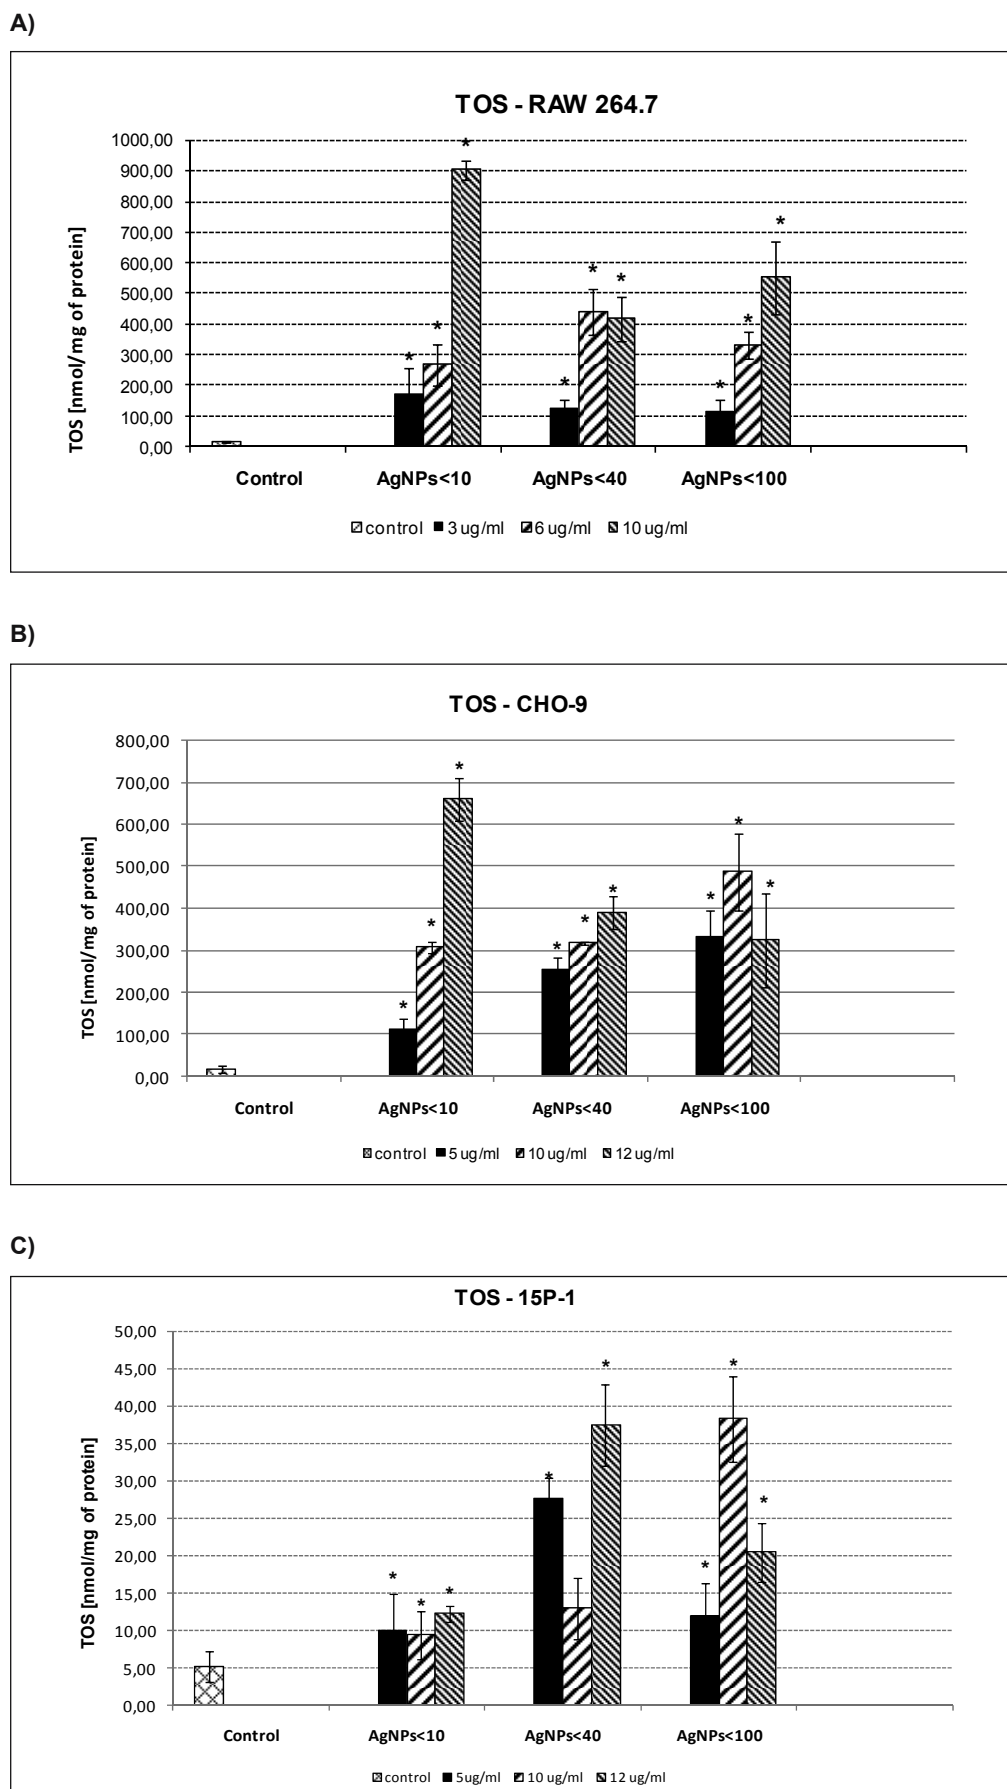 A)
TOS - RAW 264.7
1000,00
900,00
800,00
700,00
600,00
500,00
400,00
300,00
200,00
100,00
0,00
TOS [nmol/mg of protein]
* * * * * * * * *
Control AgNPs<10 AgNPs<40 AgNPs<100
control 3 ug/ml 6 ug/ml 10 ug/ml
B)
TOS - CHO-9
800,00
700,00
600,00
500,00
400,00
300,00
200,00
100,00
0,00
TOS [nmol/mg of protein]
* * * * * * * * *
Control AgNPs<10 AgNPs<40 AgNPs<100
control 5 ug/ml 10 ug/ml 12 ug/ml
C)
TOS - 15P-1
50,00
45,00
40,00
35,00
30,00
25,00
20,00
15,00
10,00
5,00
0,00
TOS [nmol/mg of protein]
* * * * * * * *
Control AgNPs<10 AgNPs<40 AgNPs<100
control 5ug/ml 10 ug/ml 12 ug/ml